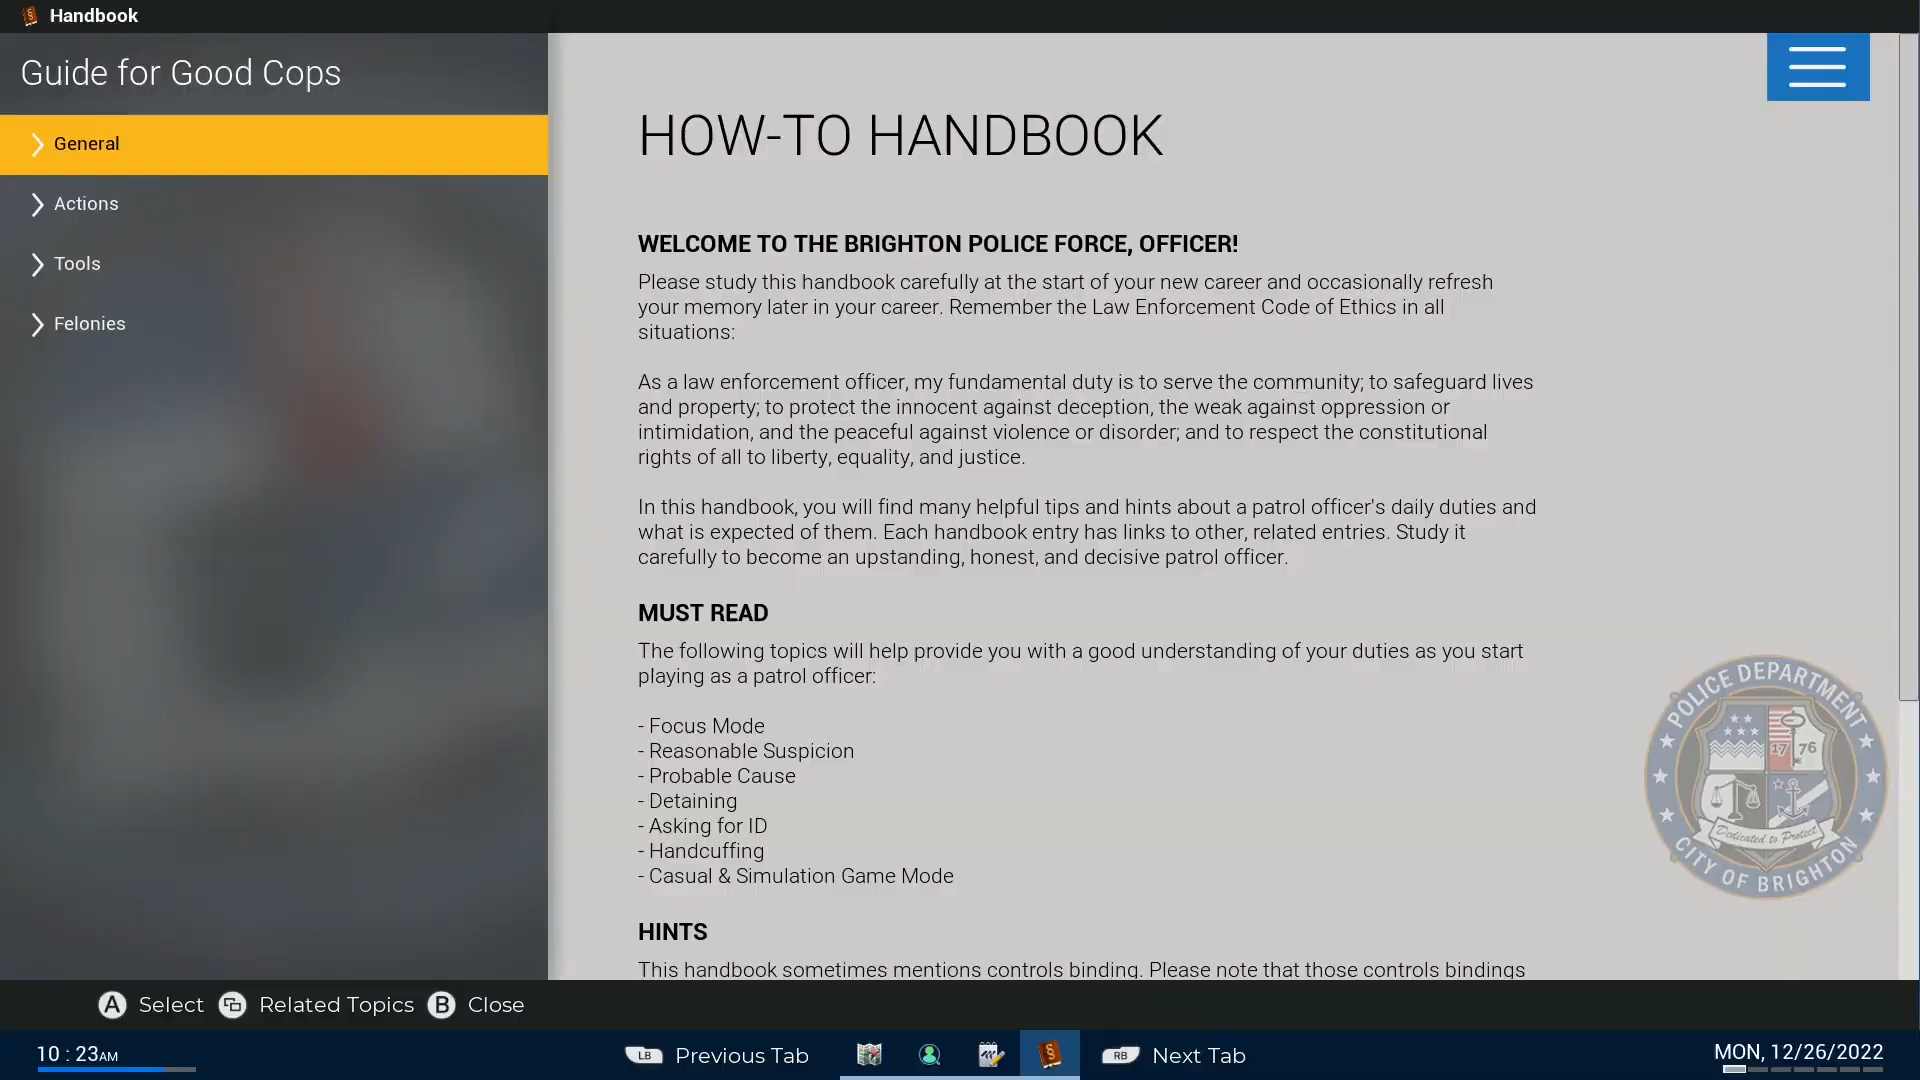 Handbook
Guide for Good Cops
General
Actions
Tools
Felonies
HOW-TO HANDBOOK
WELCOME TO THE BRIGHTON POLICE FORCE, OFFICER!
Please study this handbook carefully at the start of your new career and occasionally refresh
your memory later in your career. Remember the Law Enforcement Code of Ethics in all
situations:
As a law enforcement officer, my fundamental duty is to serve the community; to safeguard lives
and property; to protect the innocent against deception, the weak against oppression or
intimidation, and the peaceful against violence or disorder; and to respect the constitutional
rights of all to liberty, equality, and justice.
In this handbook, you will find many helpful tips and hints about a patrol officer's daily duties and
what is expected of them. Each handbook entry has links to other, related entries. Study it
carefully to become an upstanding, honest, and decisive patrol officer.
MUST READ
The following topics will help provide you with a good understanding of your duties as you start
playing as a patrol officer:
- Focus Mode
- Reasonable Suspicion
- Probable Cause
- Detaining
- Asking for ID
- Handcuffing
- Casual & Simulation Game Mode
HINTS
This handbook sometimes mentions controls binding. Please note that those controls bindings
POLICE DEPARTMENT
17 76
Dedicated to Protect
CITY OF BRIGHTON
A Select Related Topics B Close
10 : 23AM
LB Previous Tab
RB Next Tab
MON, 12/26/2022